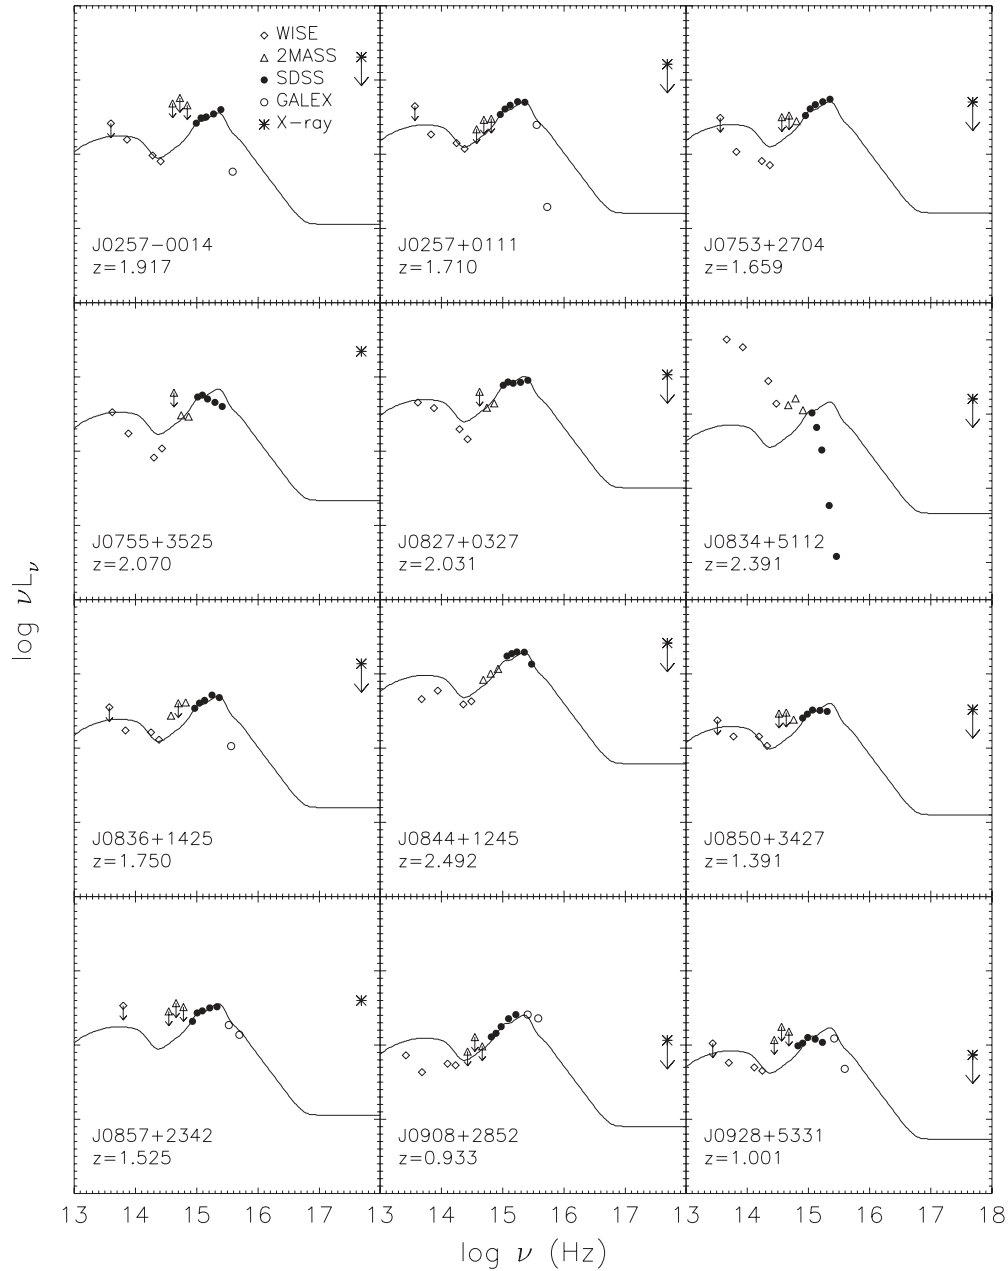 WISE
2MASS
SDSS
GALEX
X-ray
J0257-0014
z=1.917
J0257+0111
z=1.710
J0753+2704
z=1.659
J0755+3525
z=2.070
J0827+0327
z=2.031
J0834+5112
z=2.391
J0836+1425
z=1.750
J0844+1245
z=2.492
J0850+3427
z=1.391
J0857+2342
z=1.525
J0908+2852
z=0.933
J0928+5331
z=1.001
log νLν
13 14 15 16 17 13 14 15 16 17 13 14 15 16 17 18
log ν (Hz)